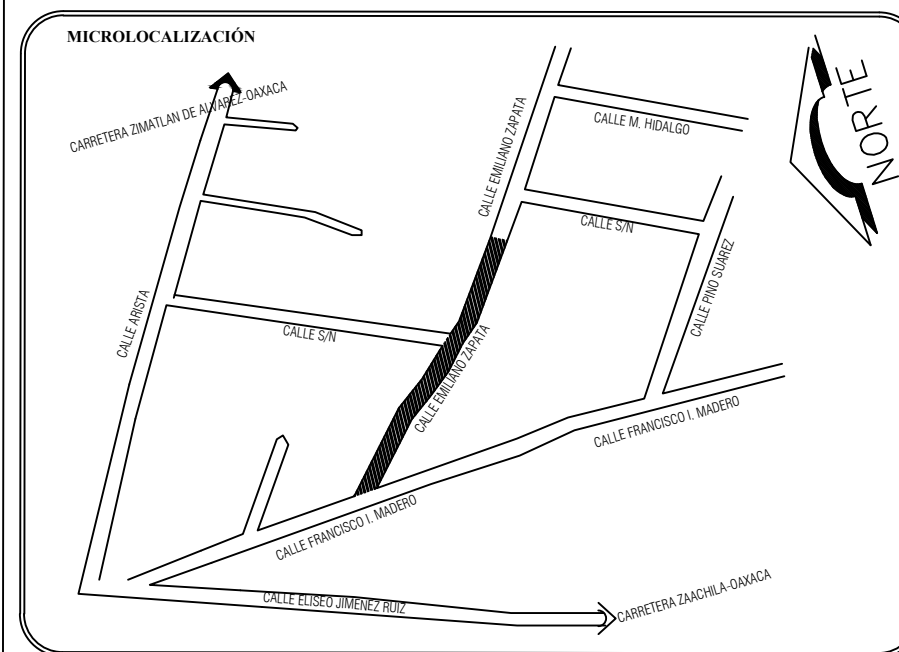 MICROLOCALIZACIÓN
CARRETERA ZIMATLAN DE ALVAREZ-OAXACA
CALLE EMILIANO ZAPATA
CALLE M. HIDALGO
NORTE
CALLE S/N
CALLE PINO SUAREZ
CALLE ARISTA
CALLE S/N
CALLE EMILIANO ZAPATA
CALLE FRANCISCO I. MADERO
CALLE FRANCISCO I. MADERO
CALLE ELISEO JIMENEZ RUIZ
CARRETERA ZAACHILA-OAXACA